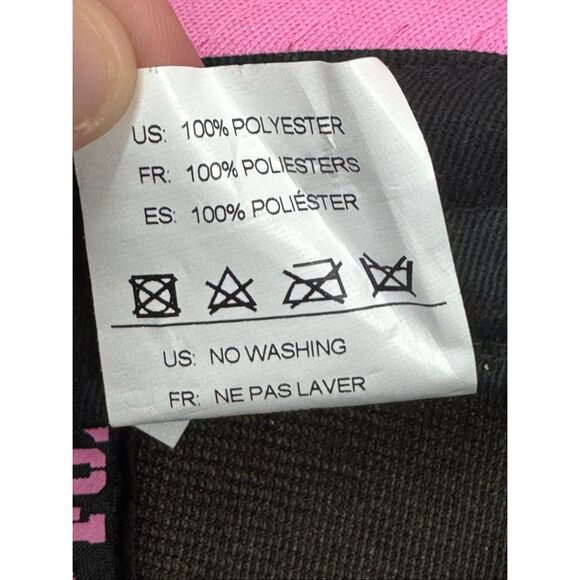 US: 100% POLYESTER
FR: 100% POLIESTERS
ES: 100% POLIÉSTER
US: NO WASHING
FR: NE PAS LAVER